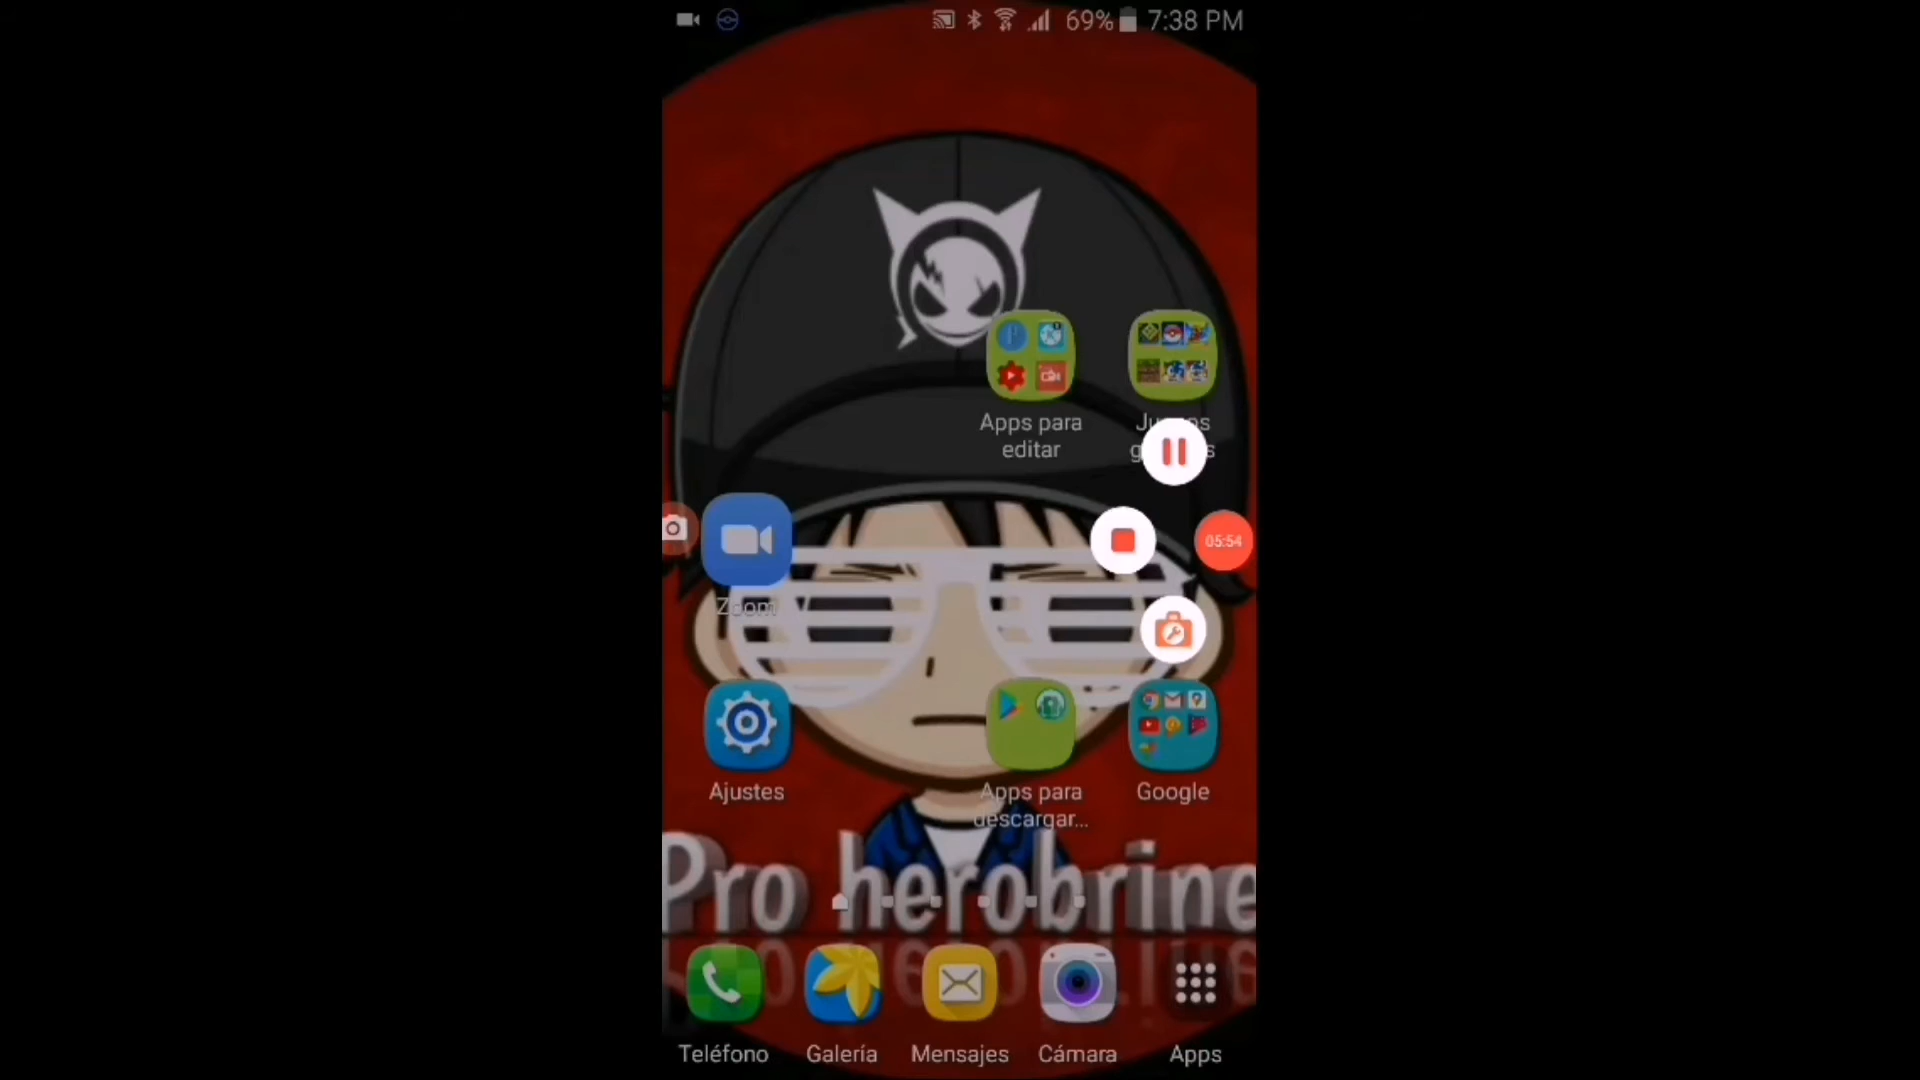 69% 7:38 PM
Apps para
editar
05:54
Zoom
Ajustes
Apps para
descargar...
Google
Pro herobrine
Teléfono
Galería
Mensajes
Cámara
Apps